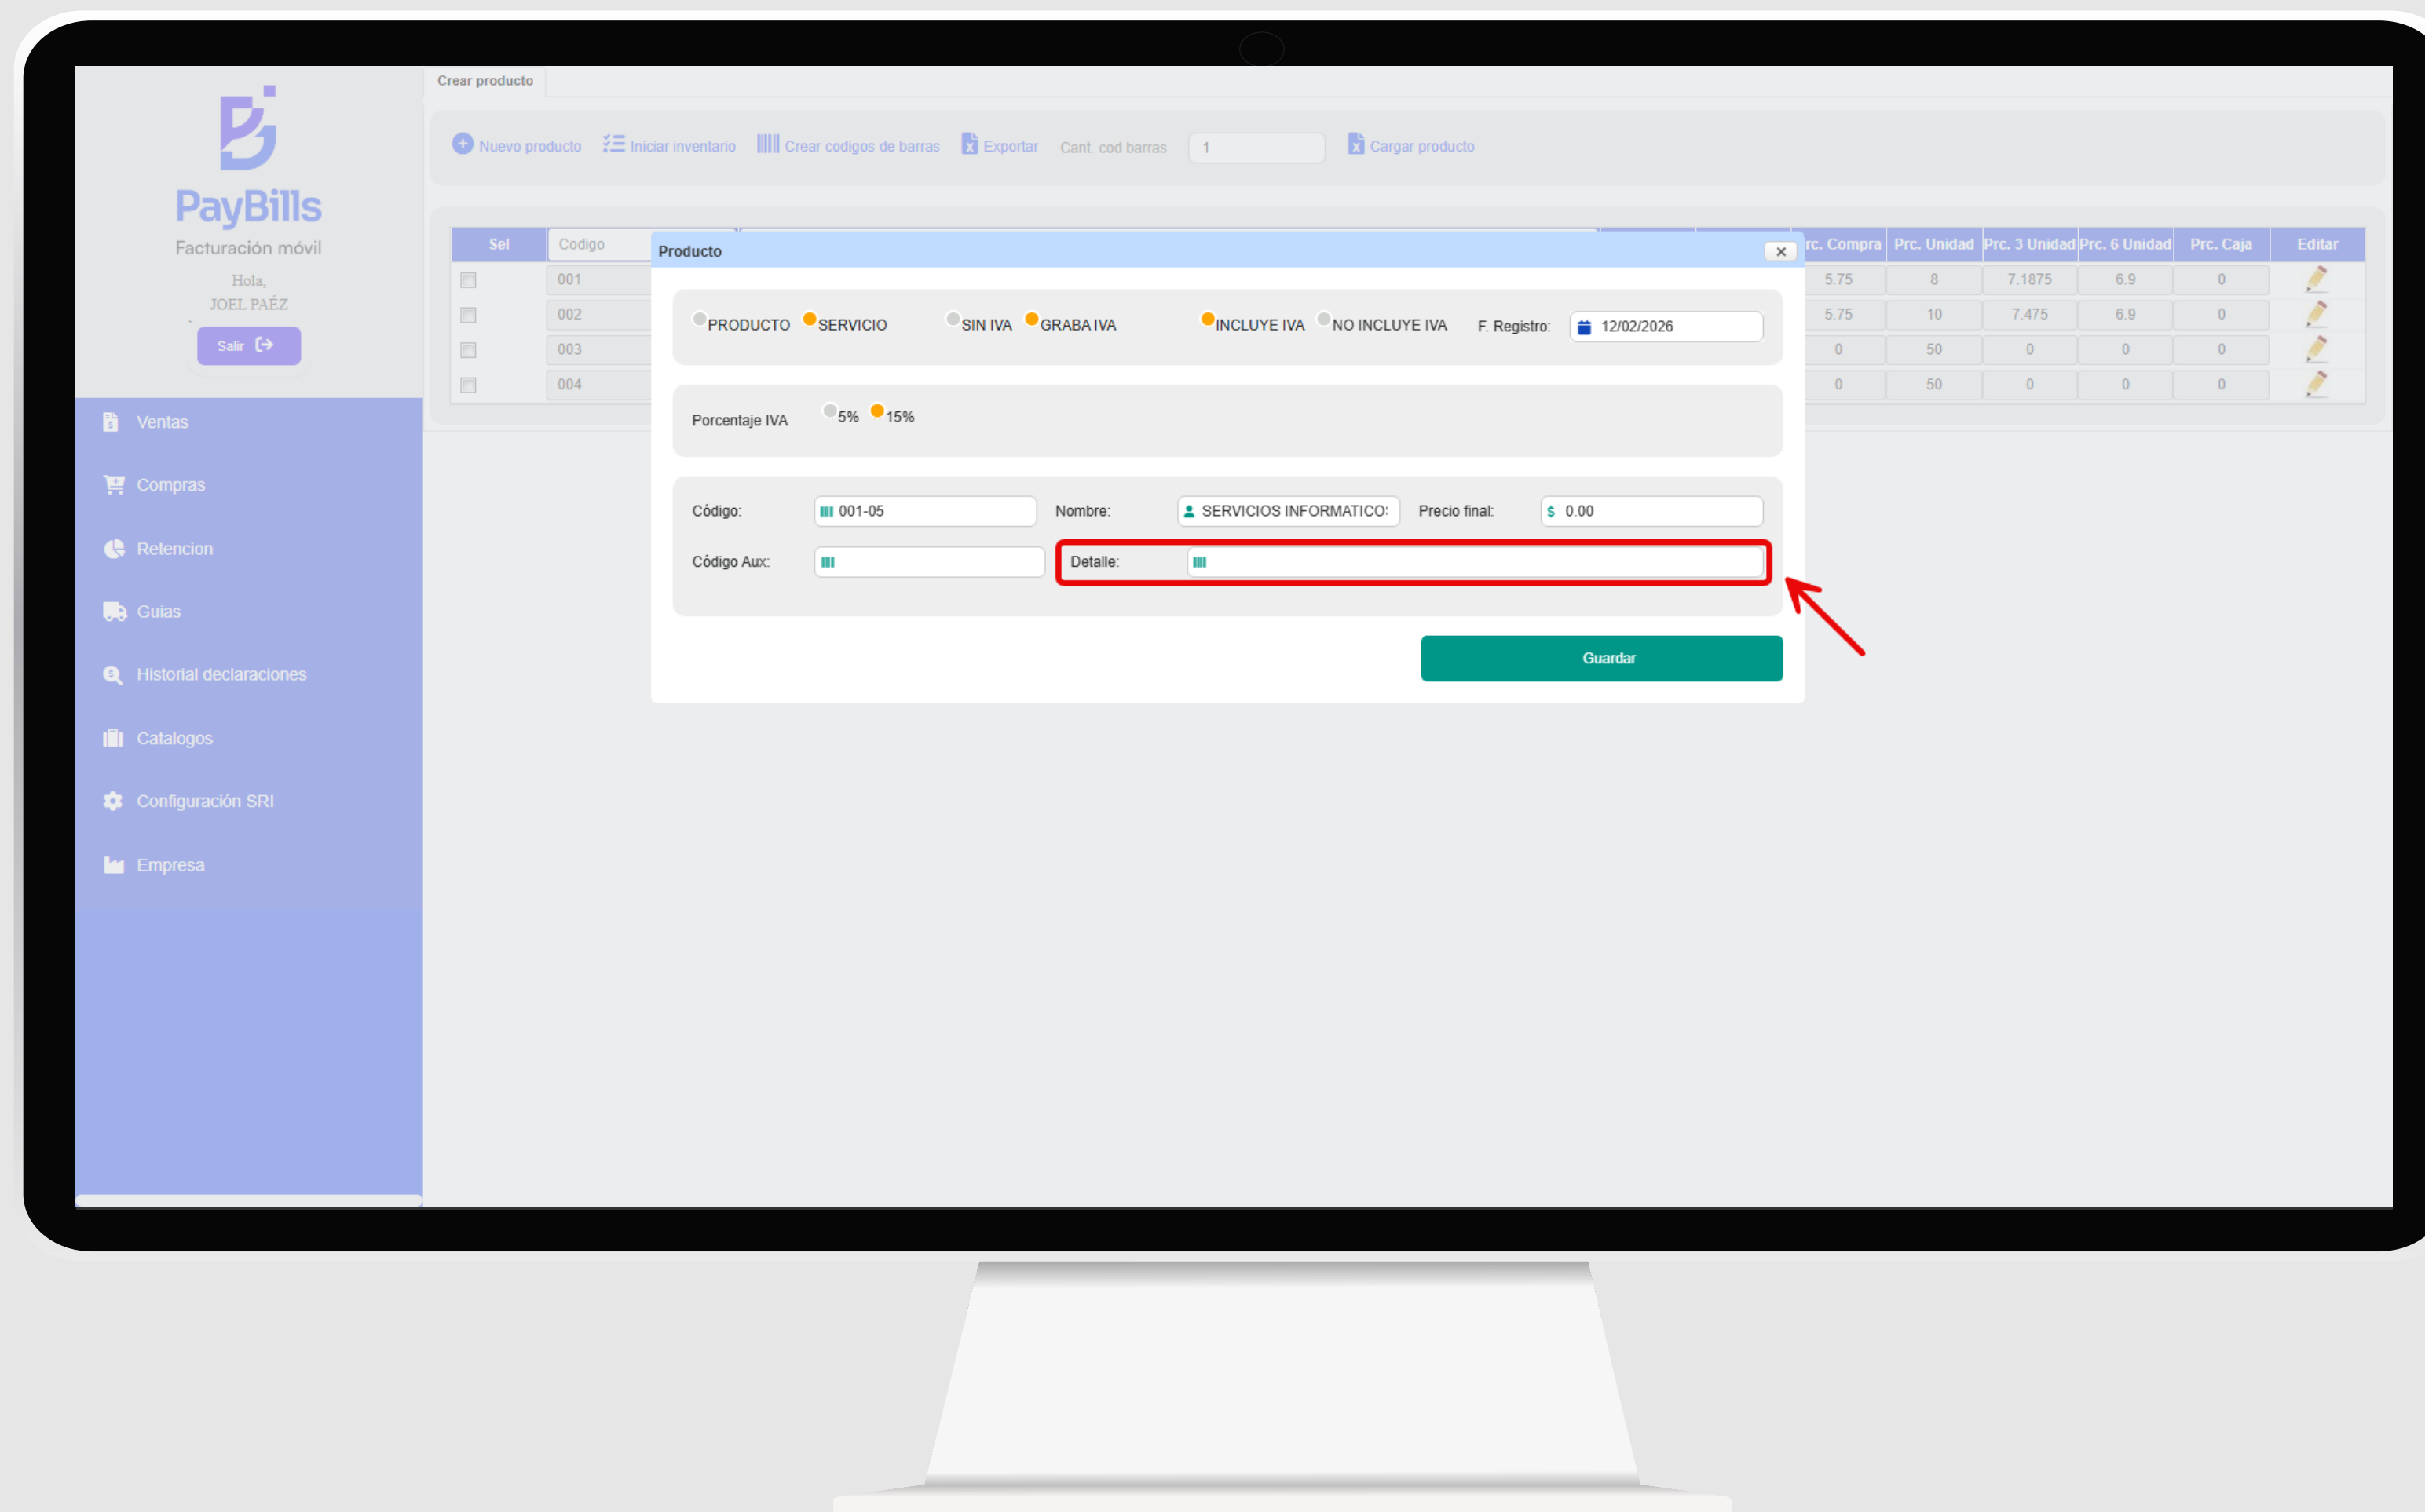 Crear producto
PayBills
Facturación móvil
Hola,
JOEL PAÉZ
Salir
Ventas
Compras
Retencion
Guias
Historial declaraciones
Catalogos
Configuración SRI
Empresa
Nuevo producto Iniciar inventario Crear codigos de barras Exportar Cant. cod barras 1 Cargar producto
Sel Codigo rc. Compra Prc. Unidad Prc. 3 Unidad Prc. 6 Unidad Prc. Caja Editar
001 5.75 8 7.1875 6.9 0
002 5.75 10 7.475 6.9 0
003 0 50 0 0 0
004 0 50 0 0 0
Producto
PRODUCTO SERVICIO SIN IVA GRABA IVA INCLUYE IVA NO INCLUYE IVA F. Registro: 12/02/2026
Porcentaje IVA 5% 15%
Código: 001-05 Nombre: SERVICIOS INFORMATICO Precio final: $ 0.00
Código Aux: Detalle:
Guardar